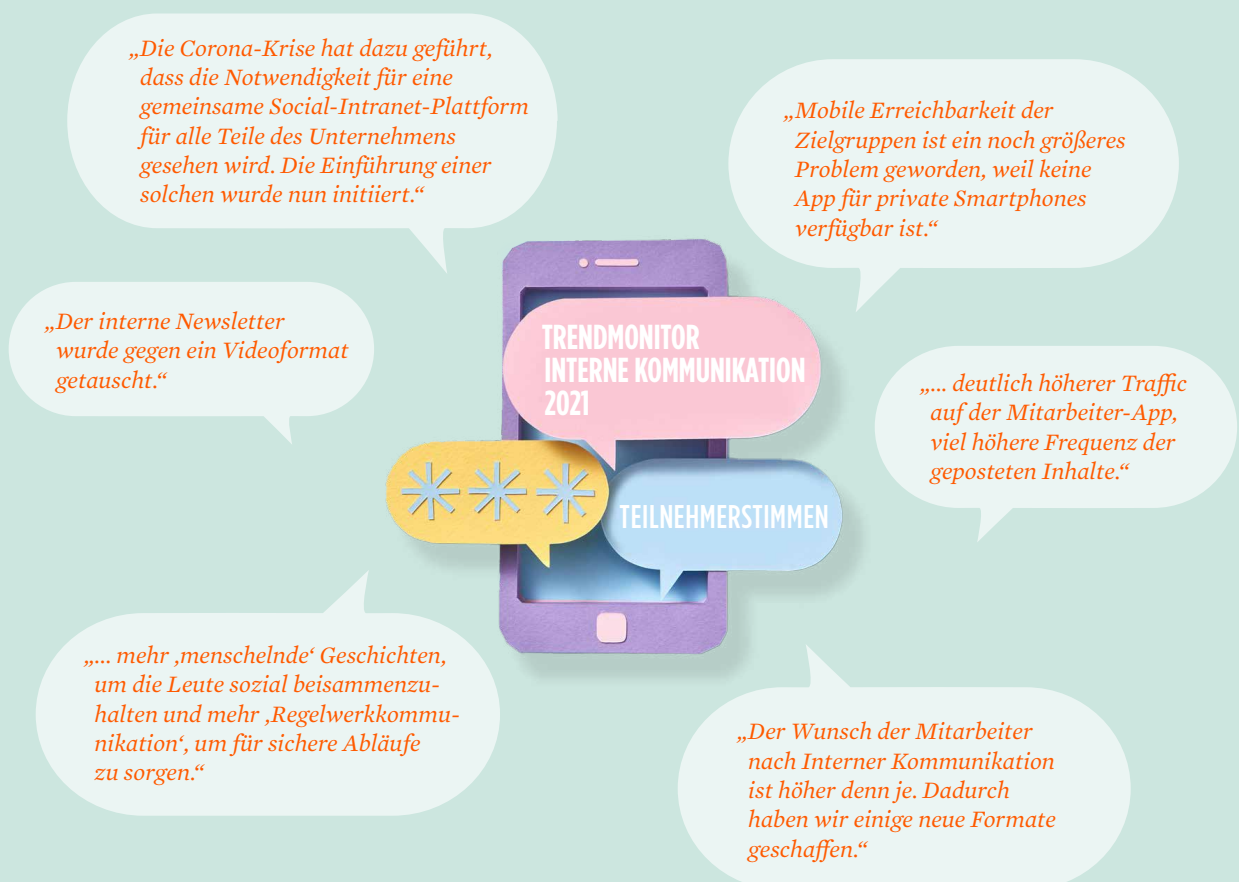 „Die Corona-Krise hat dazu geführt,
dass die Notwendigkeit für eine
gemeinsame Social-Intranet-Plattform
für alle Teile des Unternehmens
gesehen wird. Die Einführung einer
solchen wurde nun initiiert.“
„Mobile Erreichbarkeit der
Zielgruppen ist ein noch größeres
Problem geworden, weil keine
App für private Smartphones
verfügbar ist.“
„Der interne Newsletter
wurde gegen ein Videoformat
getauscht.“
TRENDMONITOR
INTERNE KOMMUNIKATION
2021
„... deutlich höherer Traffic
auf der Mitarbeiter-App,
viel höhere Frequenz der
geposteten Inhalte.“
TEILNEHMERSTIMMEN
„... mehr ‚menschelnde‘ Geschichten,
um die Leute sozial beisammenzu-
halten und mehr ‚Regelwerkkommu-
nikation‘, um für sichere Abläufe
zu sorgen.“
„Der Wunsch der Mitarbeiter
nach Interner Kommunikation
ist höher denn je. Dadurch
haben wir einige neue Formate
geschaffen.“